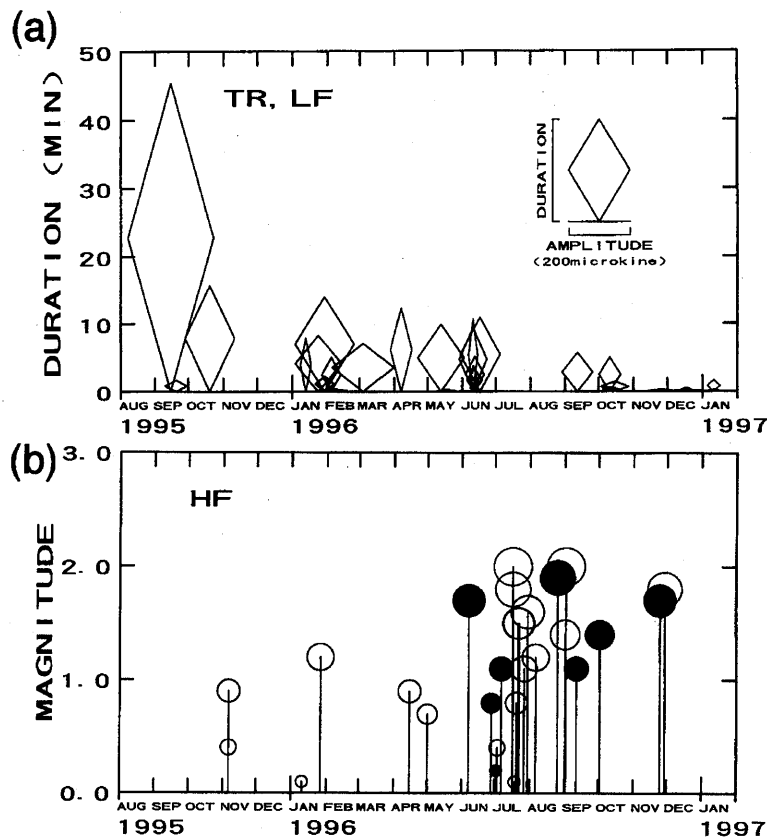 (a)
50
40
30
20
10
0
DURATION (MIN)
TR, LF
DURATION
AMPLITUDE
(200microkine)
AUG SEP OCT NOV DEC JAN FEB MAR APR MAY JUN JUL AUG SEP OCT NOV DEC JAN
1995 1996 1997
(b)
3. 0
2. 0
1. 0
0. 0
MAGNITUDE
HF
AUG SEP OCT NOV DEC JAN FEB MAR APR MAY JUN JUL AUG SEP OCT NOV DEC JAN
1995 1996 1997